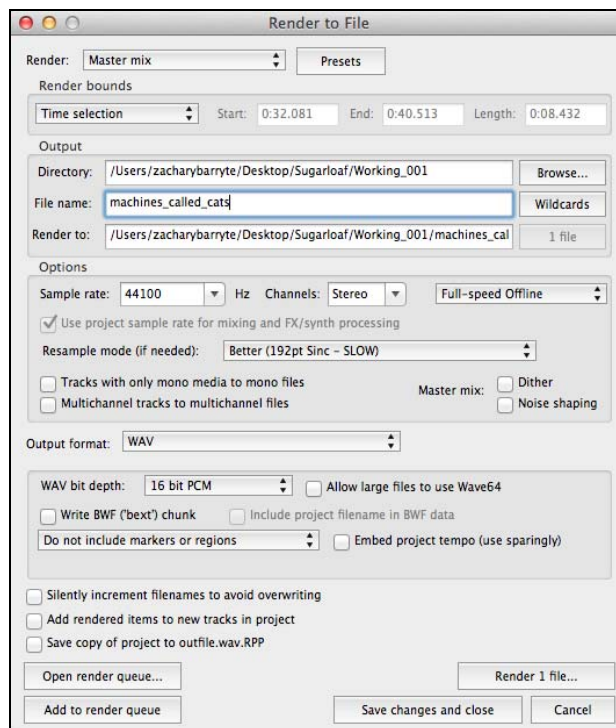 Render to File
Render: Master mix Presets
Render bounds
Time selection Start: 0:32.081 End: 0:40.513 Length: 0:08.432
Output
Directory: /Users/zacharybarryte/Desktop/Sugarloaf/Working_001 Browse...
File name: machines_called_cats Wildcards
Render to: /Users/zacharybarryte/Desktop/Sugarloaf/Working_001/machines_cal 1 file
Options
Sample rate: 44100 Hz Channels: Stereo Full-speed Offline
Use project sample rate for mixing and FX/synth processing
Resample mode (if needed): Better (192pt Sinc - SLOW)
Tracks with only mono media to mono files
Multichannel tracks to multichannel files
Master mix: Dither
Noise shaping
Output format: WAV
WAV bit depth: 16 bit PCM Allow large files to use Wave64
Write BWF ('bext') chunk Include project filename in BWF data
Do not include markers or regions Embed project tempo (use sparingly)
Silently increment filenames to avoid overwriting
Add rendered items to new tracks in project
Save copy of project to outfile.wav.RPP
Open render queue... Render 1 file...
Add to render queue Save changes and close Cancel